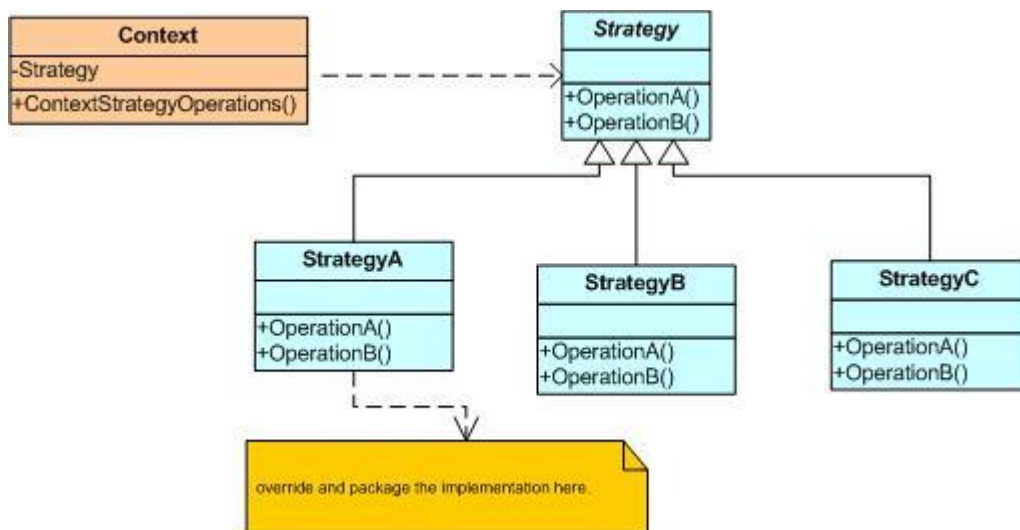 Context
-Strategy
+ContextStrategyOperations()
Strategy
+OperationA()
+OperationB()
StrategyA
+OperationA()
+OperationB()
StrategyB
+OperationA()
+OperationB()
StrategyC
+OperationA()
+OperationB()
override and package the implementation here.